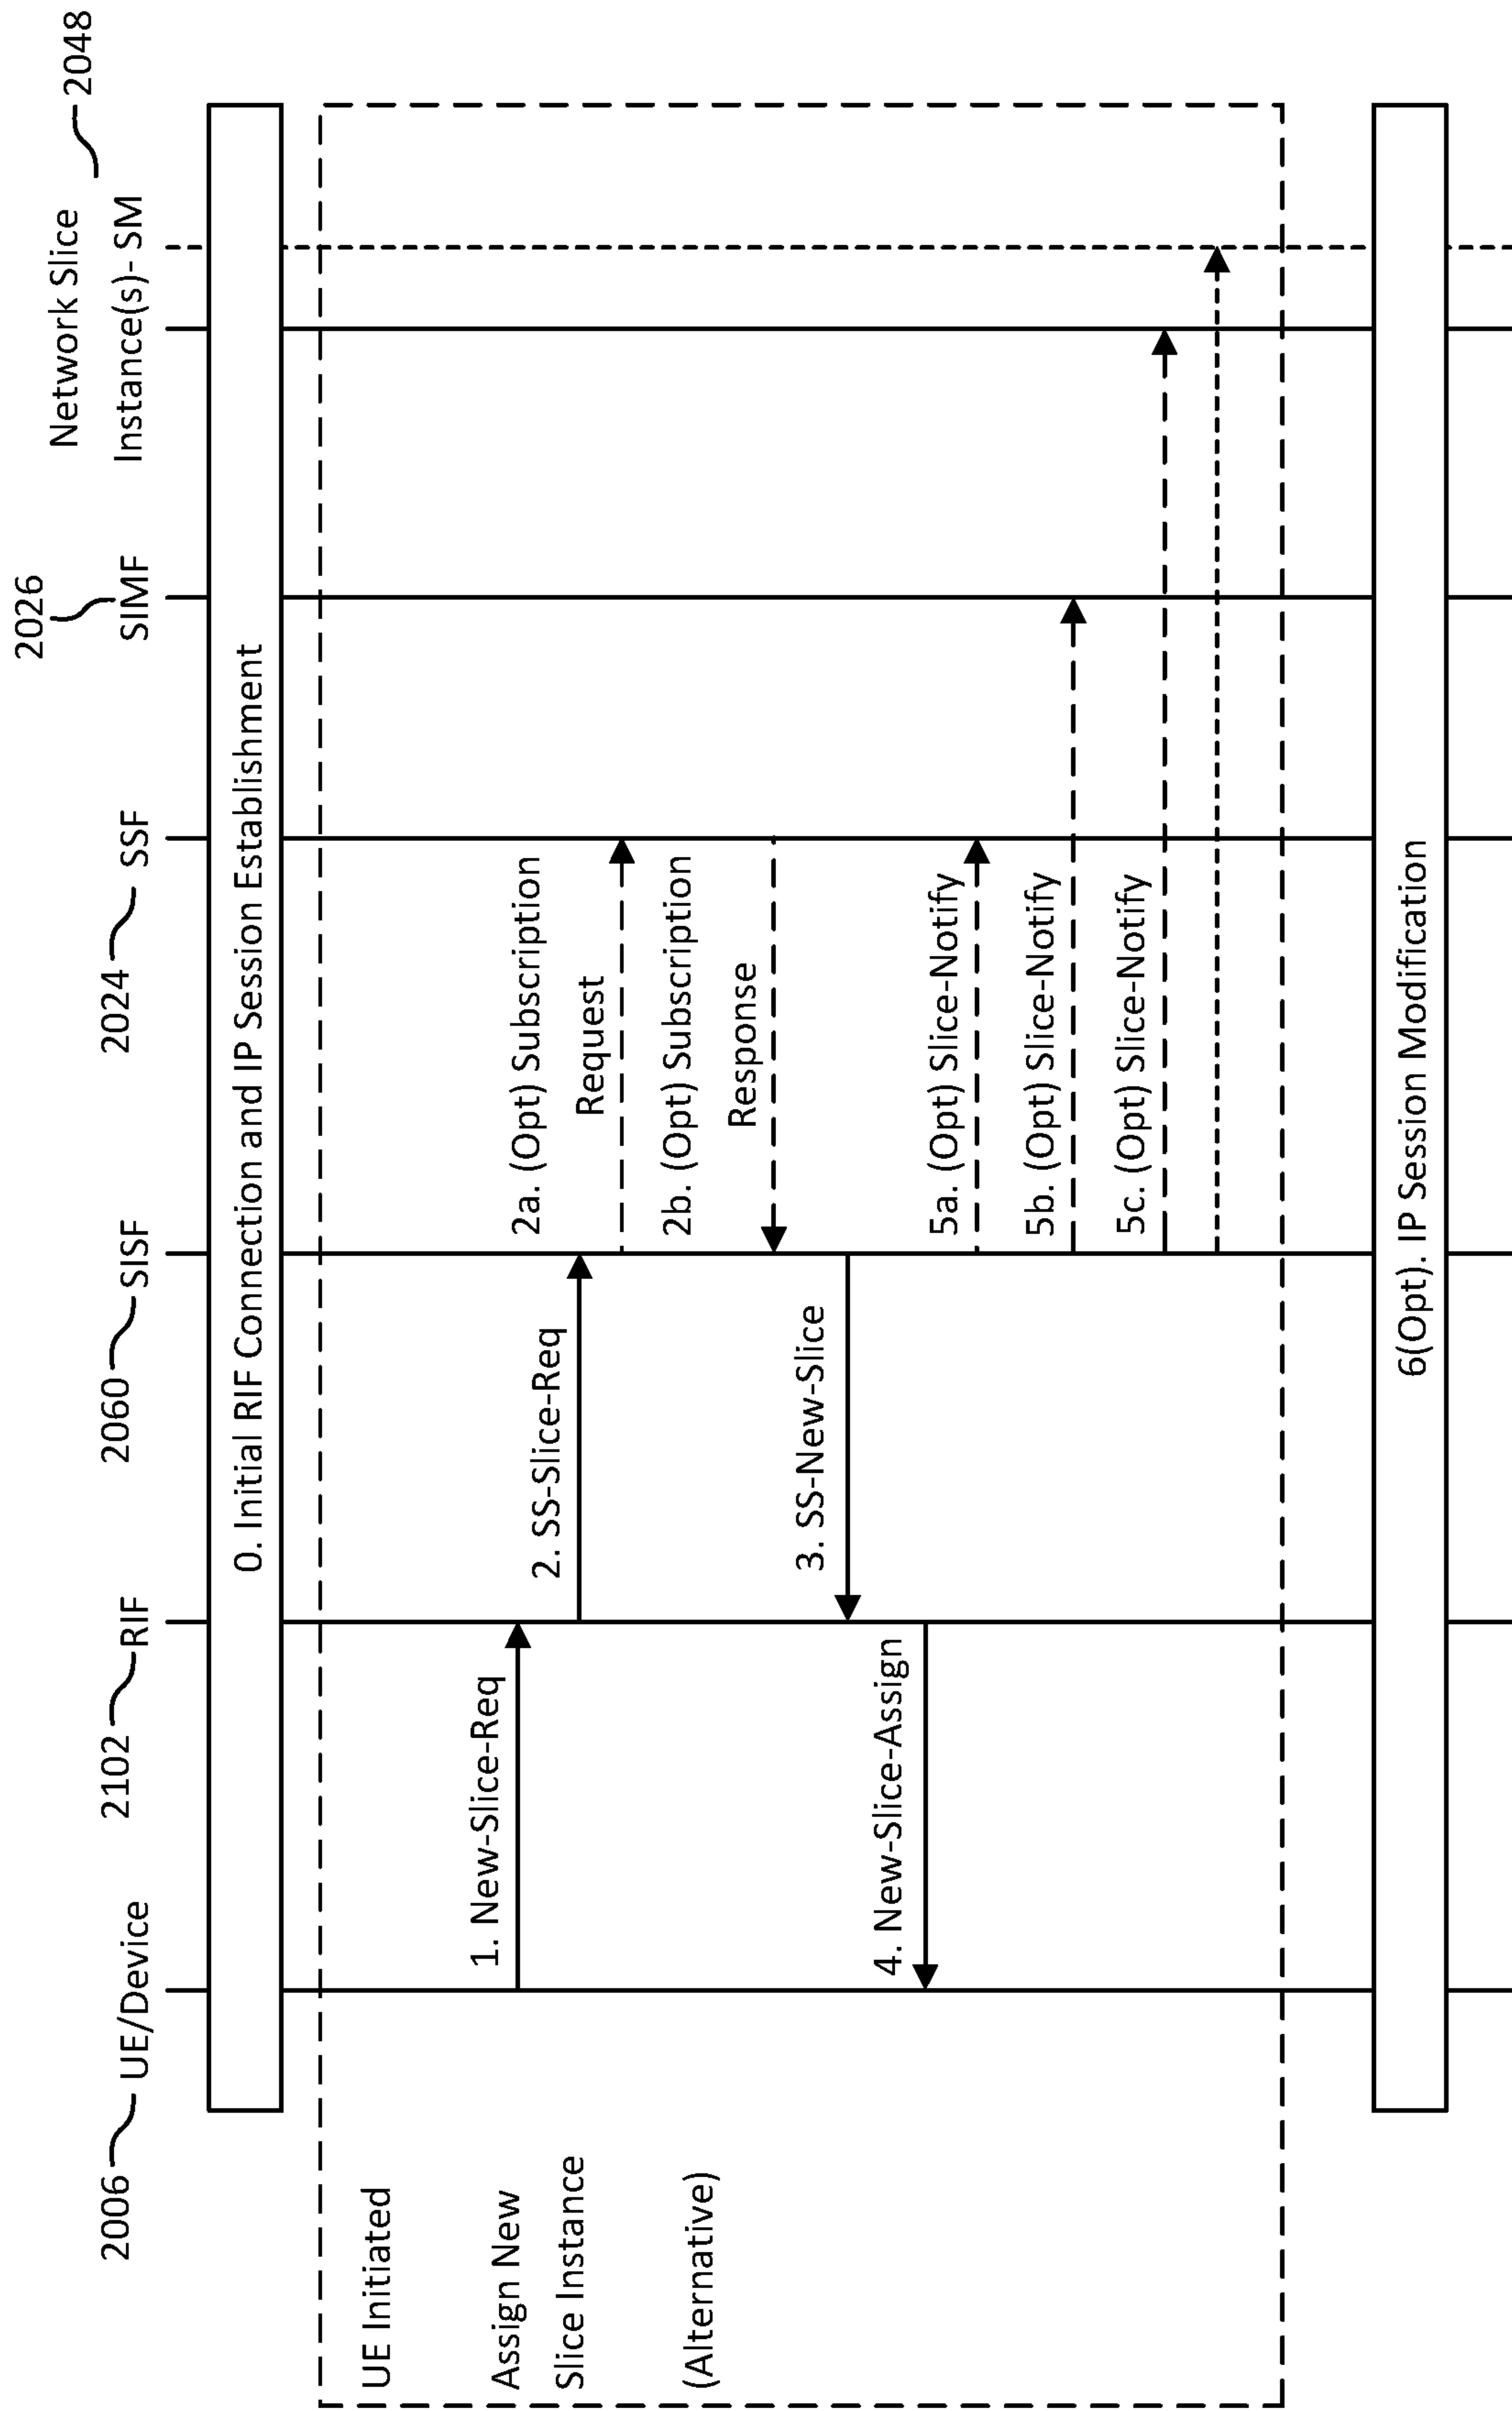 2026
2048
Network Slice
Instance(s)- SM
2006
UE/Device
2102
RIF
2060
SISF
2024
SSF
SIMF
0. Initial RIF Connection and IP Session Establishment
UE Initiated
Assign New
Slice Instance
(Alternative)
1. New-Slice-Req
2. SS-Slice-Req
2a. (Opt) Subscription
Request
2b. (Opt) Subscription
Response
3. SS-New-Slice
4. New-Slice-Assign
5a. (Opt) Slice-Notify
5b. (Opt) Slice-Notify
5c. (Opt) Slice-Notify
6(Opt). IP Session Modification